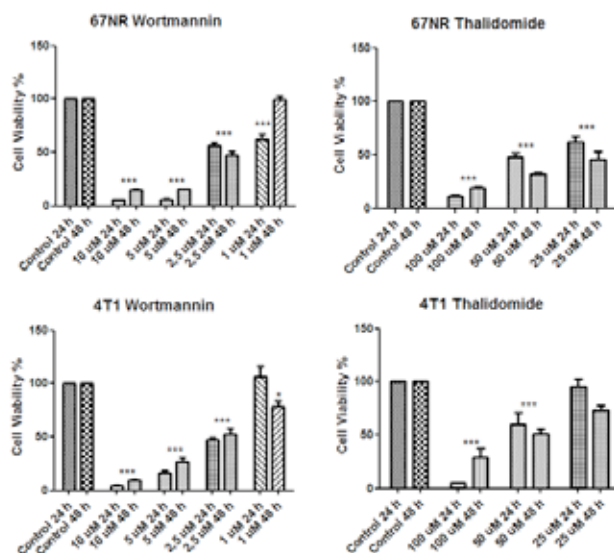 67NR Wortmannin
Cell Viability %
150
100
50
0
***
***
***
***
Control 24 h
Control 48 h
10 uM 24 h
10 uM 48 h
5 uM 24 h
5 uM 48 h
2,5 uM 24 h
2,5 uM 48 h
1 uM 24 h
1 uM 48 h
67NR Thalidomide
Cell Viability %
150
100
50
0
***
***
***
Control 24 h
Control 48 h
100 uM 24 h
100 uM 48 h
50 uM 24 h
50 uM 48 h
25 uM 24 h
25 uM 48 h
4T1 Wortmannin
Cell Viability %
150
100
50
0
***
***
***
*
Control 24 h
Control 48 h
10 uM 24 h
10 uM 48 h
5 uM 24 h
5 uM 48 h
2,5 uM 24 h
2,5 uM 48 h
1 uM 24 h
1 uM 48 h
4T1 Thalidomide
Cell Viability %
150
100
50
0
***
***
Control 24 h
Control 48 h
100 uM 24 h
100 uM 48 h
50 uM 24 h
50 uM 48 h
25 uM 24 h
25 uM 48 h